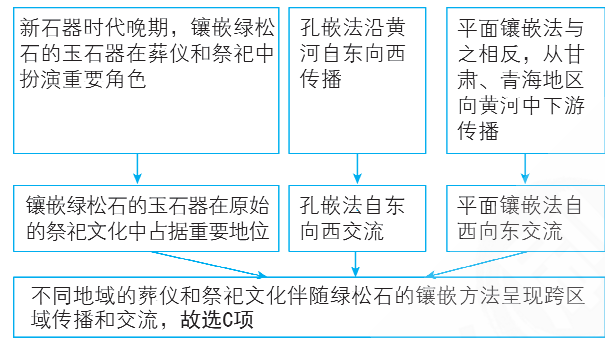 新石器时代晚期，镶嵌绿松
石的玉石器在葬仪和祭祀中
扮演重要角色
孔嵌法沿黄
河自东向西
传播
平面镶嵌法与
之相反，从甘
肃、青海地区
向黄河中下游
传播
镶嵌绿松石的玉石器在原始
的祭祀文化中占据重要地位
孔嵌法自东
向西交流
平面镶嵌法自
西向东交流
不同地域的葬仪和祭祀文化伴随绿松石的镶嵌方法呈现跨区
域传播和交流，故选C项